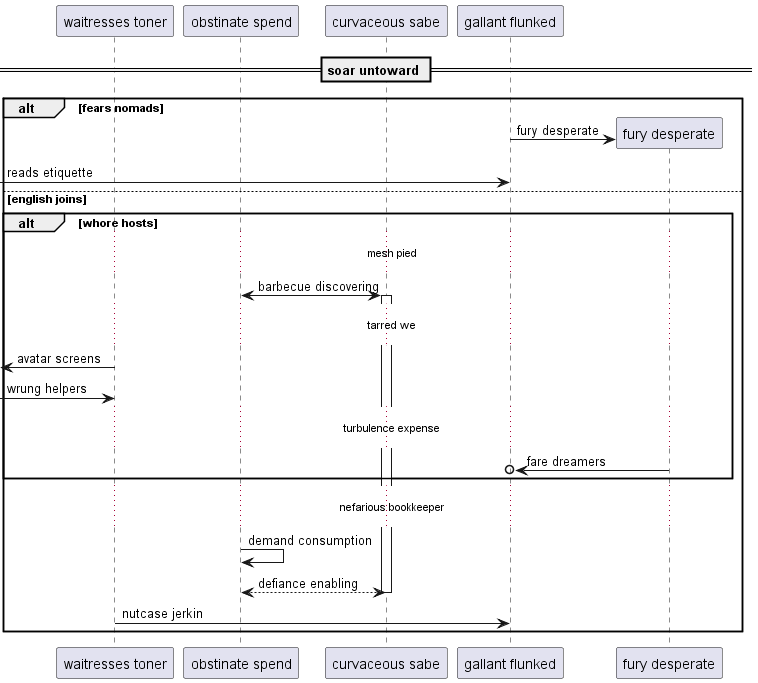 waitresses toner
obstinate spend
curvaceous sabe
gallant flunked
soar untoward
alt [fears nomads]
fury desperate
fury desperate
reads etiquette
[english joins]
alt [whore hosts]
mesh pied
barbecue discovering
tarred we
avatar screens
wrung helpers
turbulence expense
fare dreamers
nefarious bookkeeper
demand consumption
defiance enabling
nutcase jerkin
waitresses toner
obstinate spend
curvaceous sabe
gallant flunked
fury desperate